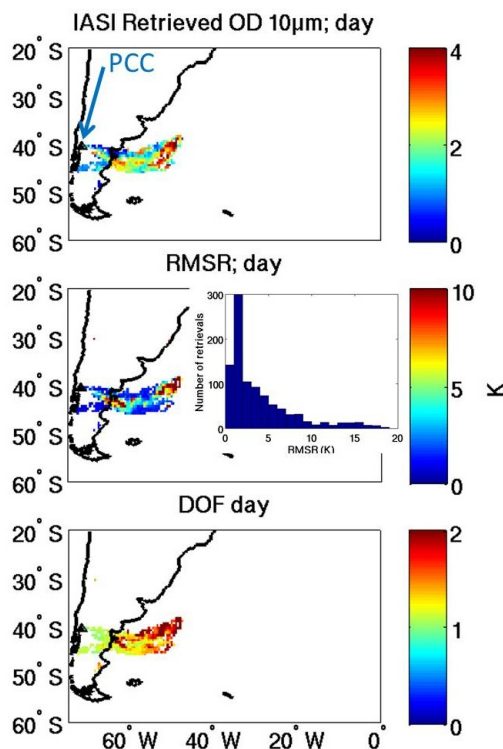 IASI Retrieved OD 10μm; day
20° S
30° S
40° S
50° S
60° S
PCC
4
2
0
RMSR; day
20° S
30° S
40° S
50° S
60° S
300
200
100
0
Number of retrievals
0 5 10 15 20
RMSR (K)
10
5
0
K
DOF day
20° S
30° S
40° S
50° S
60° S
60° W 40° W 20° W 0°
2
1
0